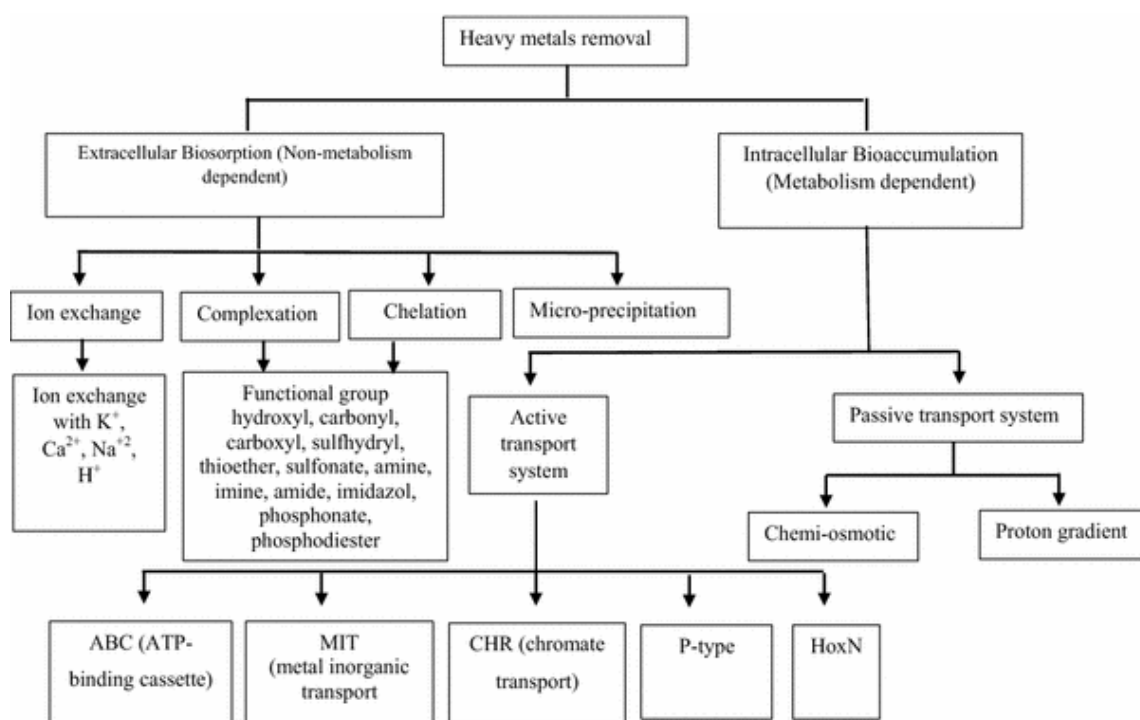 Heavy metals removal
Extracellular Biosorption (Non-metabolism
dependent)
Intracellular Bioaccumulation
(Metabolism dependent)
Ion exchange
Complexation
Chelation
Micro-precipitation
Ion exchange
with K⁺,
Ca²⁺, Na⁺²,
H⁺
Functional group
hydroxyl, carbonyl,
carboxyl, sulfhydryl,
thioether, sulfonate, amine,
imine, amide, imidazol,
phosphonate,
phosphodiester
Active
transport
system
Passive transport system
Chemi-osmotic
Proton gradient
ABC (ATP-
binding cassette)
MIT
(metal inorganic
transport
CHR (chromate
transport)
P-type
HoxN